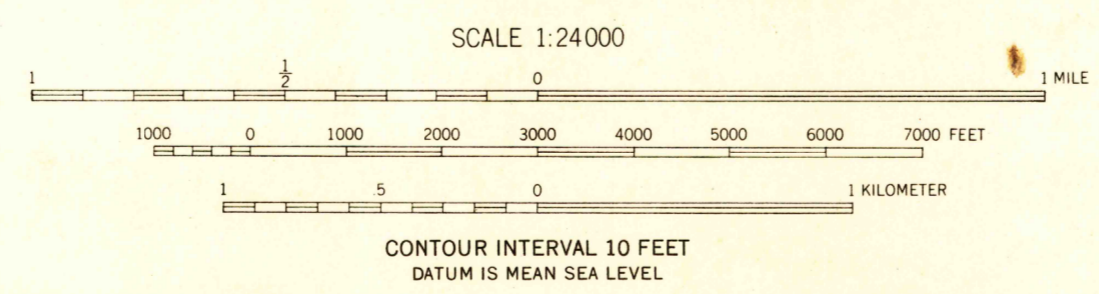 SCALE 1:24000
1 1/2 0 1 MILE
1000 0 1000 2000 3000 4000 5000 6000 7000 FEET
1 .5 0 1 KILOMETER
CONTOUR INTERVAL 10 FEET
DATUM IS MEAN SEA LEVEL